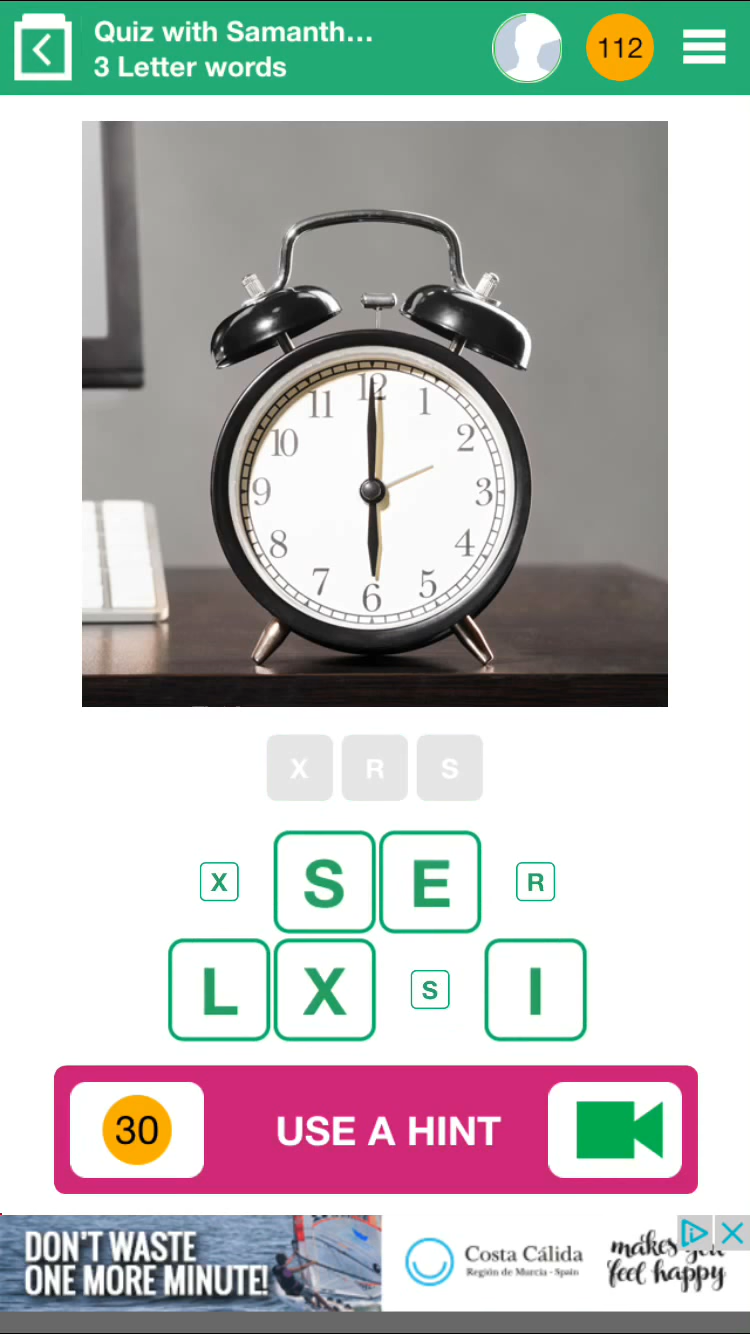 Quiz with Samanth...
3 Letter words
112
12
11
1
10
2
9
3
8
4
7
5
6
X R S
X S E R
L X S I
30 USE A HINT
DON'T WASTE
ONE MORE MINUTE!
Costa Cálida
Región de Murcia - Spain
makes you
feel happy